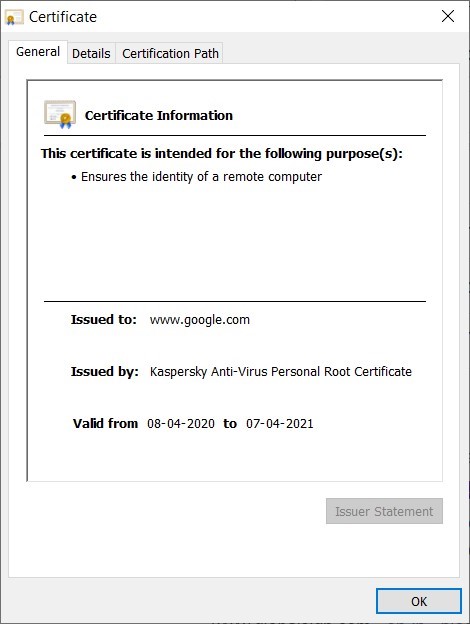 Certificate
General Details Certification Path
Certificate Information
This certificate is intended for the following purpose(s):
• Ensures the identity of a remote computer
Issued to: www.google.com
Issued by: Kaspersky Anti-Virus Personal Root Certificate
Valid from 08-04-2020 to 07-04-2021
Issuer Statement
OK